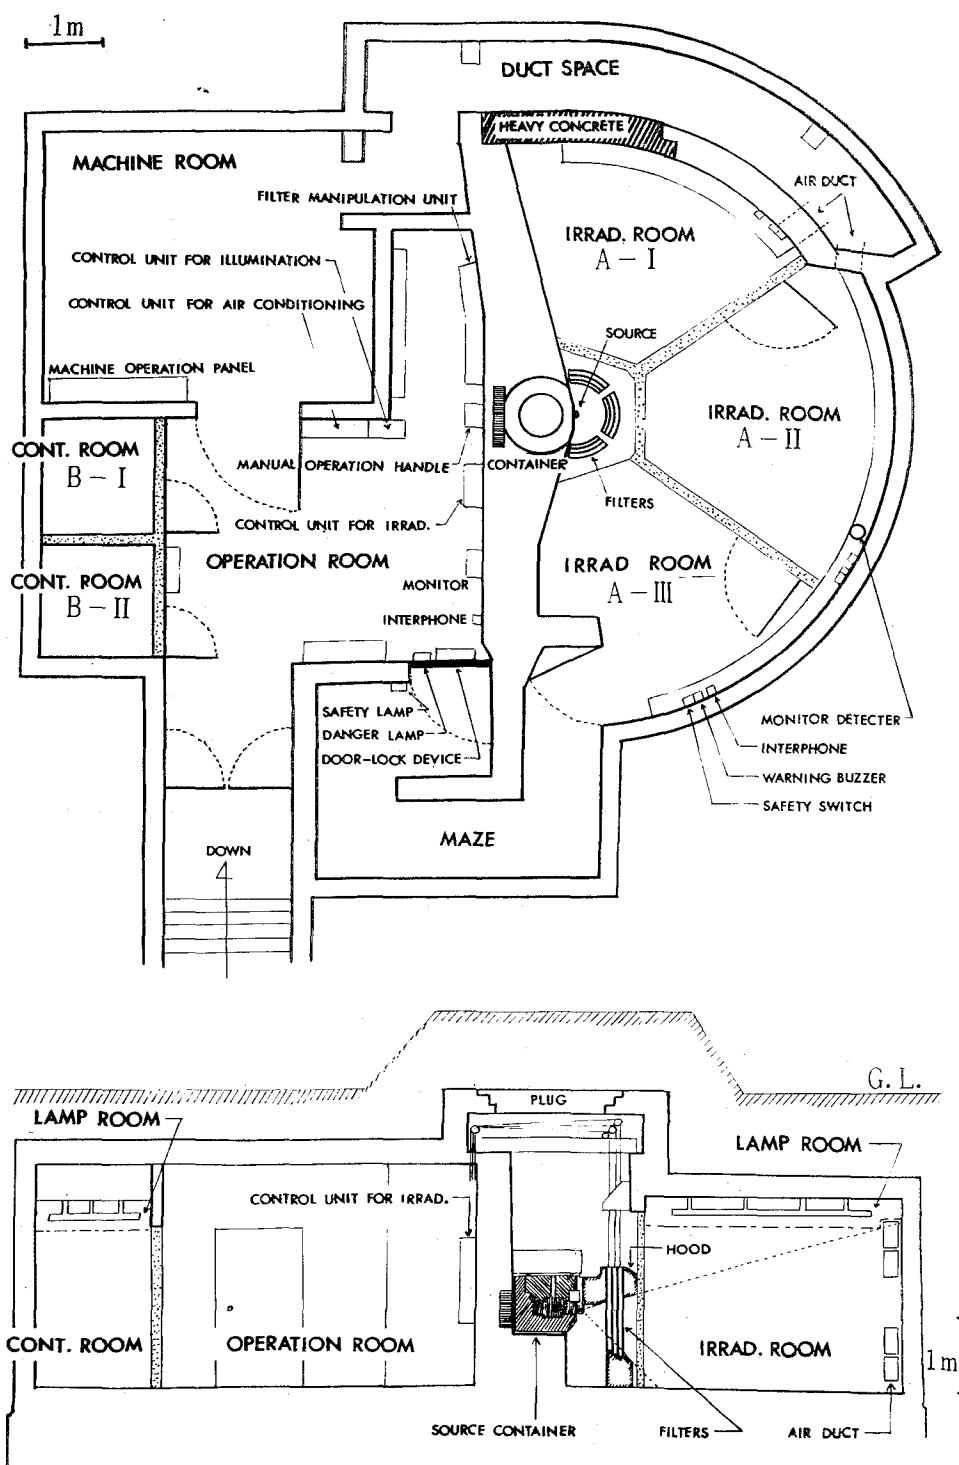 1m
DUCT SPACE
HEAVY CONCRETE
MACHINE ROOM
AIR DUCT
FILTER MANIPULATION UNIT
IRRAD. ROOM
A-I
CONTROL UNIT FOR ILLUMINATION
CONTROL UNIT FOR AIR CONDITIONING
SOURCE
MACHINE OPERATION PANEL
IRRAD. ROOM
A-II
CONT. ROOM
B-I
MANUAL OPERATION HANDLE
CONTAINER
FILTERS
CONTROL UNIT FOR IRRAD.
OPERATION ROOM
IRRAD ROOM
A-III
CONT. ROOM
B-II
MONITOR
INTERPHONE
SAFETY LAMP
DANGER LAMP
DOOR-LOCK DEVICE
MONITOR DETECTER
INTERPHONE
WARNING BUZZER
SAFETY SWITCH
MAZE
DOWN
G. L.
PLUG
LAMP ROOM
LAMP ROOM
CONTROL UNIT FOR IRRAD.
HOOD
CONT. ROOM
OPERATION ROOM
IRRAD. ROOM
1m
SOURCE CONTAINER
FILTERS
AIR DUCT